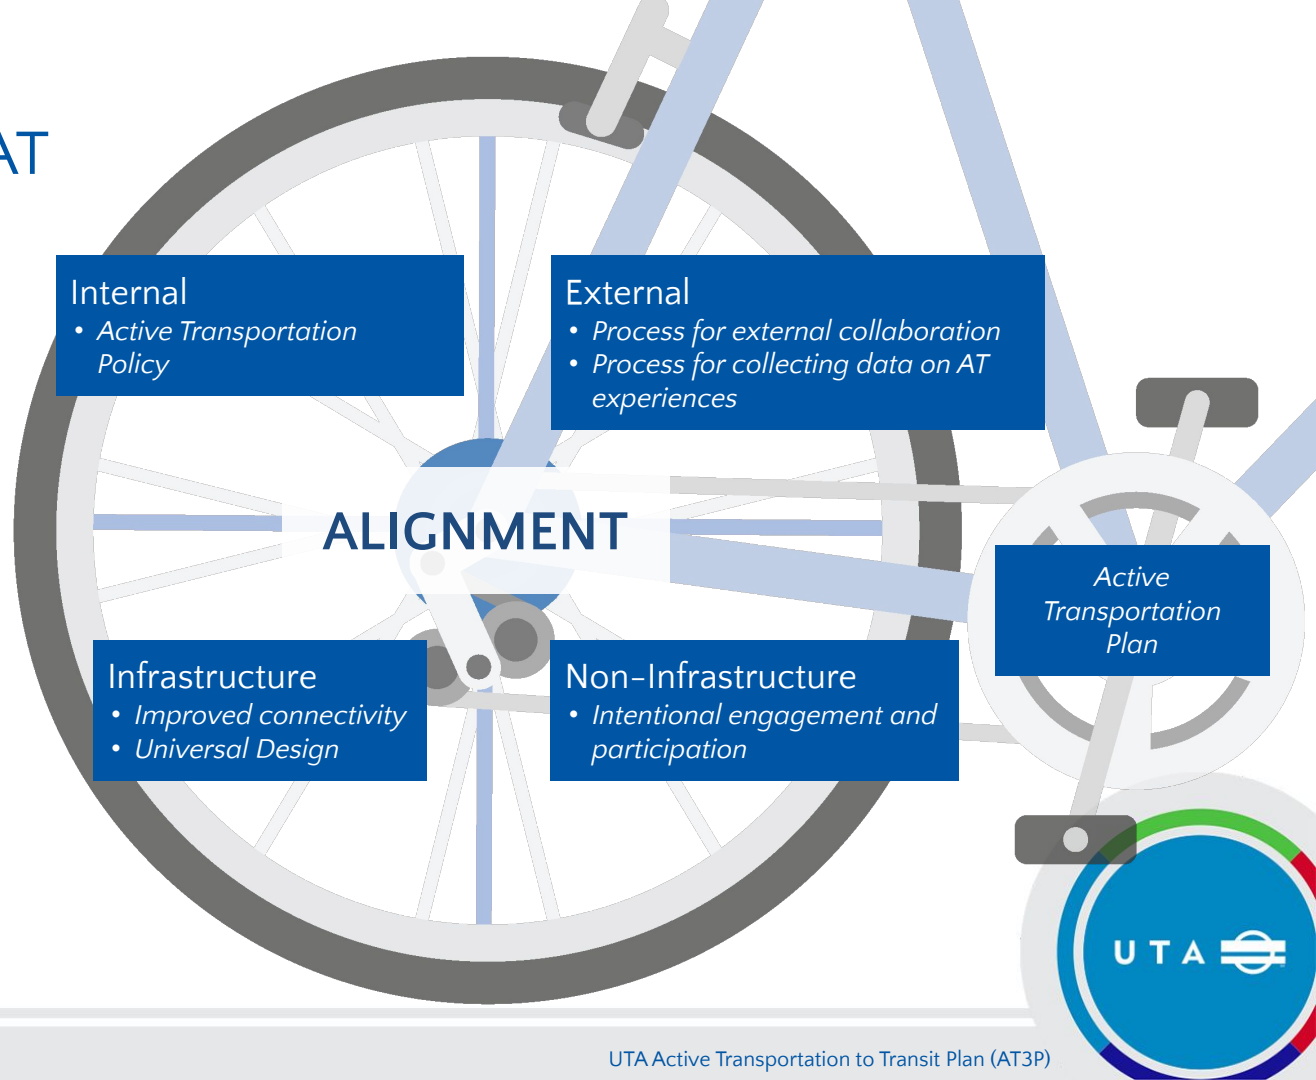 AT
Internal
• Active Transportation
Policy
External
• Process for external collaboration
• Process for collecting data on AT
experiences
ALIGNMENT
Active
Transportation
Plan
Infrastructure
• Improved connectivity
• Universal Design
Non-Infrastructure
• Intentional engagement and
participation
UTA
UTA Active Transportation to Transit Plan (AT3P)